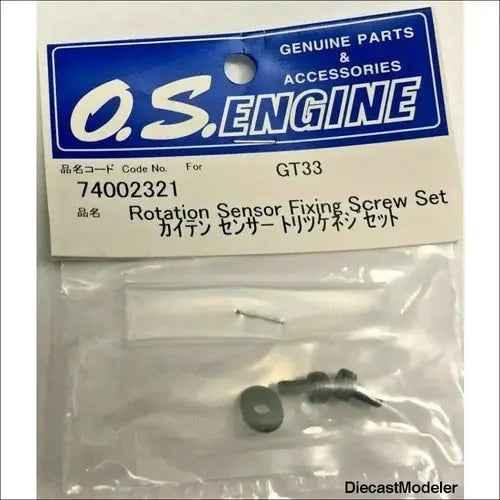 GENUINE PARTS
&
ACCESSORIES
O.S.ENGINE
品名コード Code No. For GT33
74002321
品名 Rotation Sensor Fixing Screw Set
カイテン センサー トリツケネジ セット
DiecastModeler